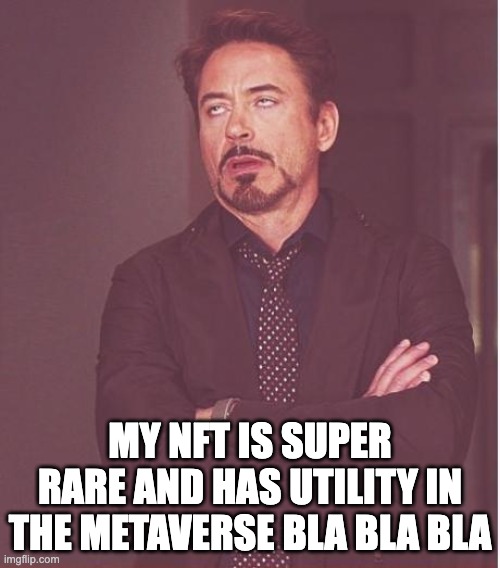 MY NFT IS SUPER
RARE AND HAS UTILITY IN
THE METAVERSE BLA BLA BLA
imgflip.com